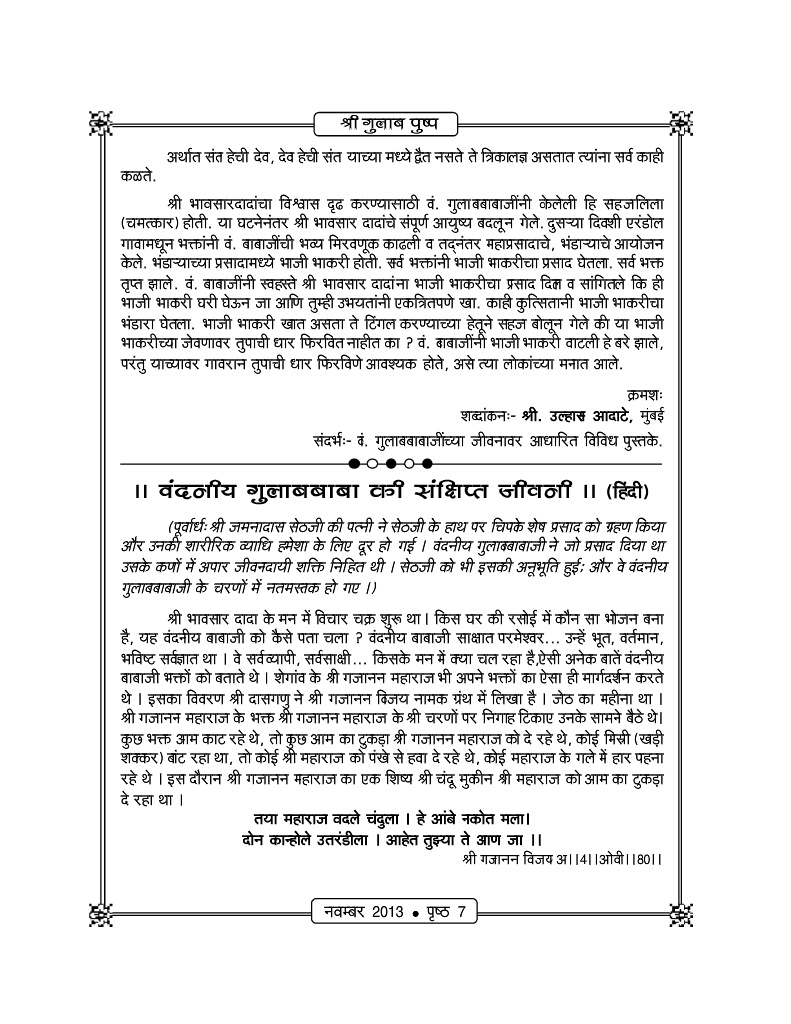 श्री गुलाब पुष्प
अर्थात संत हेची देव, देव हेची संत याच्या मध्ये द्वैत नसते ते त्रिकालज्ञ असतात त्यांना सर्व काही
कळते.
श्री भावसारदादांचा विश्वास दृढ करण्यासाठी वं. गुलाबबाबाजींनी केलेली हि सहजलिला
(चमत्कार) होती. या घटनेनंतर श्री भावसार दादांचे संपूर्ण आयुष्य बदलून गेले. दुसऱ्या दिवशी एरंडोल
गावामधून भक्तांनी वं. बाबाजींची भव्य मिरवणूक काढली व तद्नंतर महाप्रसादाचे, भंडाऱ्याचे आयोजन
केले. भंडाऱ्याच्या प्रसादामध्ये भाजी भाकरी होती. सर्व भक्तांनी भाजी भाकरीचा प्रसाद घेतला. सर्व भक्त
तृप्त झाले. वं. बाबाजींनी स्वहस्ते श्री भावसार दादांना भाजी भाकरीचा प्रसाद दिला व सांगितले कि ही
भाजी भाकरी घरी घेऊन जा आणि तुम्ही उभयतांनी एकत्रितपणे खा. काही कुत्सितानी भाजी भाकरीचा
भंडारा घेतला. भाजी भाकरी खात असता ते टिंगल करण्याच्या हेतूने सहज बोलून गेले की या भाजी
भाकरीच्या जेवणावर तुपाची धार फिरवित नाहीत का ? वं. बाबाजींनी भाजी भाकरी वाटली हे बरे झाले,
परंतु याच्यावर गावरान तुपाची धार फिरविणे आवश्यक होते, असे त्या लोकांच्या मनात आले.
क्रमशः
शब्दांकनः- श्री. उल्हास आदाटे, मुंबई
संदर्भः- वं. गुलाबबाबाजींच्या जीवनावर आधारित विविध पुस्तके.
।। वंदनीय गुलाबबाबा की संक्षिप्त जीवनी ।। (हिंदी)
(पूर्वार्धः श्री जमनादास सेठजी की पत्नी ने सेठजी के हाथ पर चिपके शेष प्रसाद को ग्रहण किया
और उनकी शारीरिक व्याधि हमेशा के लिए दूर हो गई । वंदनीय गुलाबबाबाजी ने जो प्रसाद दिया था
उसके कणों में अपार जीवनदायी शक्ति निहित थी । सेठजी को भी इसकी अनूभूति हुईः और वे वंदनीय
गुलाबबाबाजी के चरणों में नतमस्तक हो गए ।)
श्री भावसार दादा के मन में विचार चक्र शुरू था । किस घर की रसोई में कौन सा भोजन बना
है, यह वंदनीय बाबाजी को कैसे पता चला ? वंदनीय बाबाजी साक्षात परमेश्वर... उन्हें भूत, वर्तमान,
भविष्ट सर्वज्ञात था । वे सर्वव्यापी, सर्वसाक्षी... किसके मन में क्या चल रहा है,ऐसी अनेक बातें वंदनीय
बाबाजी भक्तों को बताते थे । शेगांव के श्री गजानन महाराज भी अपने भक्तों का ऐसा ही मार्गदर्शन करते
थे । इसका विवरण श्री दासगणु ने श्री गजानन विजय नामक ग्रंथ में लिखा है । जेठ का महीना था ।
श्री गजानन महाराज के भक्त श्री गजानन महाराज के श्री चरणों पर निगाह टिकाए उनके सामने बैठे थे।
कुछ भक्त आम काट रहे थे, तो कुछ आम का टुकड़ा श्री गजानन महाराज को दे रहे थे, कोई मिस्री (खड़ी
शक्कर) बांट रहा था, तो कोई श्री महाराज को पंखे से हवा दे रहे थे, कोई महाराज के गले में हार पहना
रहे थे । इस दौरान श्री गजानन महाराज का एक शिष्य श्री चंदू मुकीन श्री महाराज को आम का टुकड़ा
दे रहा था ।
तया महाराज वदले चंदुला । हे आंबे नकोत मला।
दोन कान्होले उतरंडीला । आहेत तुझ्या ते आण जा ।।
श्री गजानन विजय अ।।4।।ओवी।।80।।
नवम्बर 2013 ● पृष्ठ 7